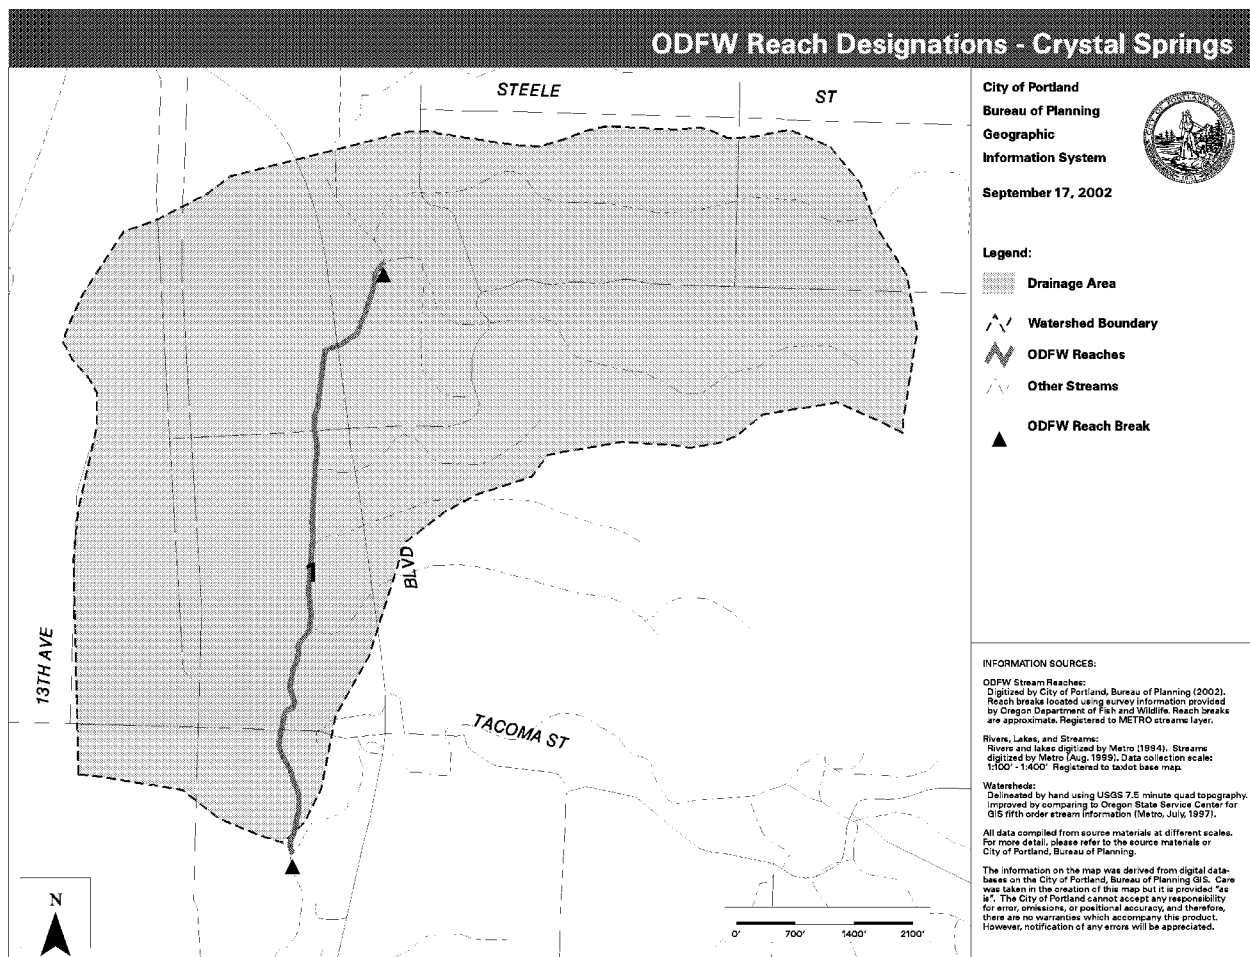 ODFW Reach Designations - Crystal Springs
STEELE ST
13TH AVE
1
BLVD
TACOMA ST
N
0' 700' 1400' 2100'
City of Portland
Bureau of Planning
Geographic
Information System
September 17, 2002
Legend:
Drainage Area
Watershed Boundary
ODFW Reaches
Other Streams
ODFW Reach Break
INFORMATION SOURCES:
ODFW Stream Reaches:
Digitized by City of Portland, Bureau of Planning (2002).
Reach breaks located using survey information provided
by Oregon Department of Fish and Wildlife. Reach breaks
are approximate. Registered to METRO streams layer.
Rivers, Lakes, and Streams:
Rivers and lakes digitized by Metro (1994). Streams
digitized by Metro (Aug. 1999). Data collection scale:
1:100' - 1:400' Registered to taxlot base map.
Watersheds:
Delineated by hand using USGS 7.5 minute quad topography.
Improved by comparing to Oregon State Service Center for
GIS fifth order stream information (Metro, July, 1997).
All data compiled from source materials at different scales.
For more detail, please refer to the source materials or
City of Portland, Bureau of Planning.
The information on the map was derived from digital data-
bases on the City of Portland, Bureau of Planning GIS. Care
was taken in the creation of this map but it is provided "as
is". The City of Portland cannot accept any responsibility
for error, omissions, or positional accuracy, and therefore,
there are no warranties which accompany this product.
However, notification of any errors will be appreciated.